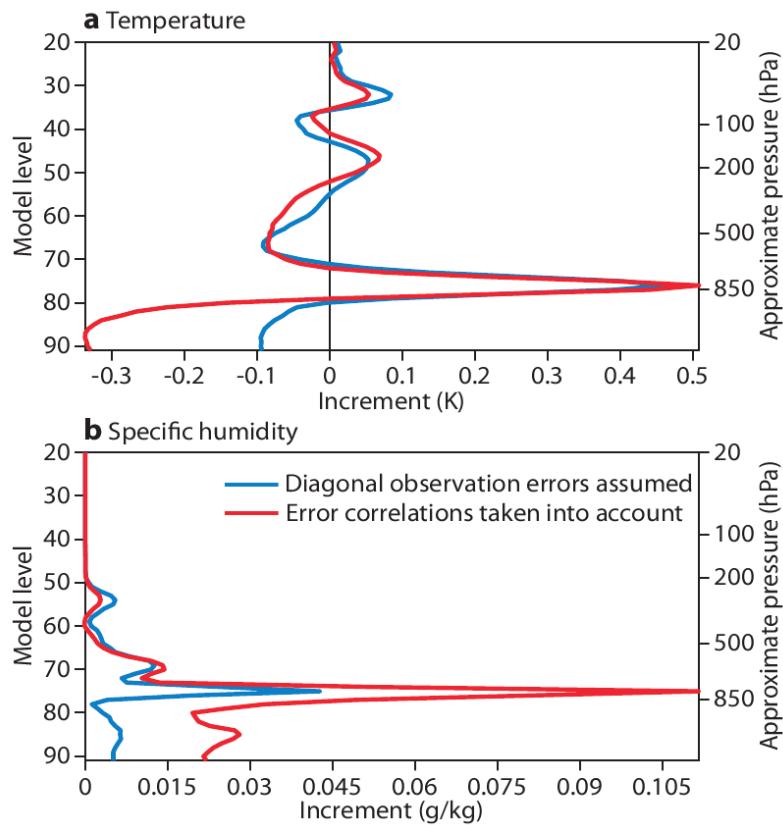 a Temperature
20
30
40
50
60
70
80
90
Model level
20
100
200
500
850
Approximate pressure (hPa)
-0.3 -0.2 -0.1 0 0.1 0.2 0.3 0.4 0.5
Increment (K)
b Specific humidity
20
30
40
50
60
70
80
90
Model level
Diagonal observation errors assumed
Error correlations taken into account
20
100
200
500
850
Approximate pressure (hPa)
0 0.015 0.03 0.045 0.06 0.075 0.09 0.105
Increment (g/kg)